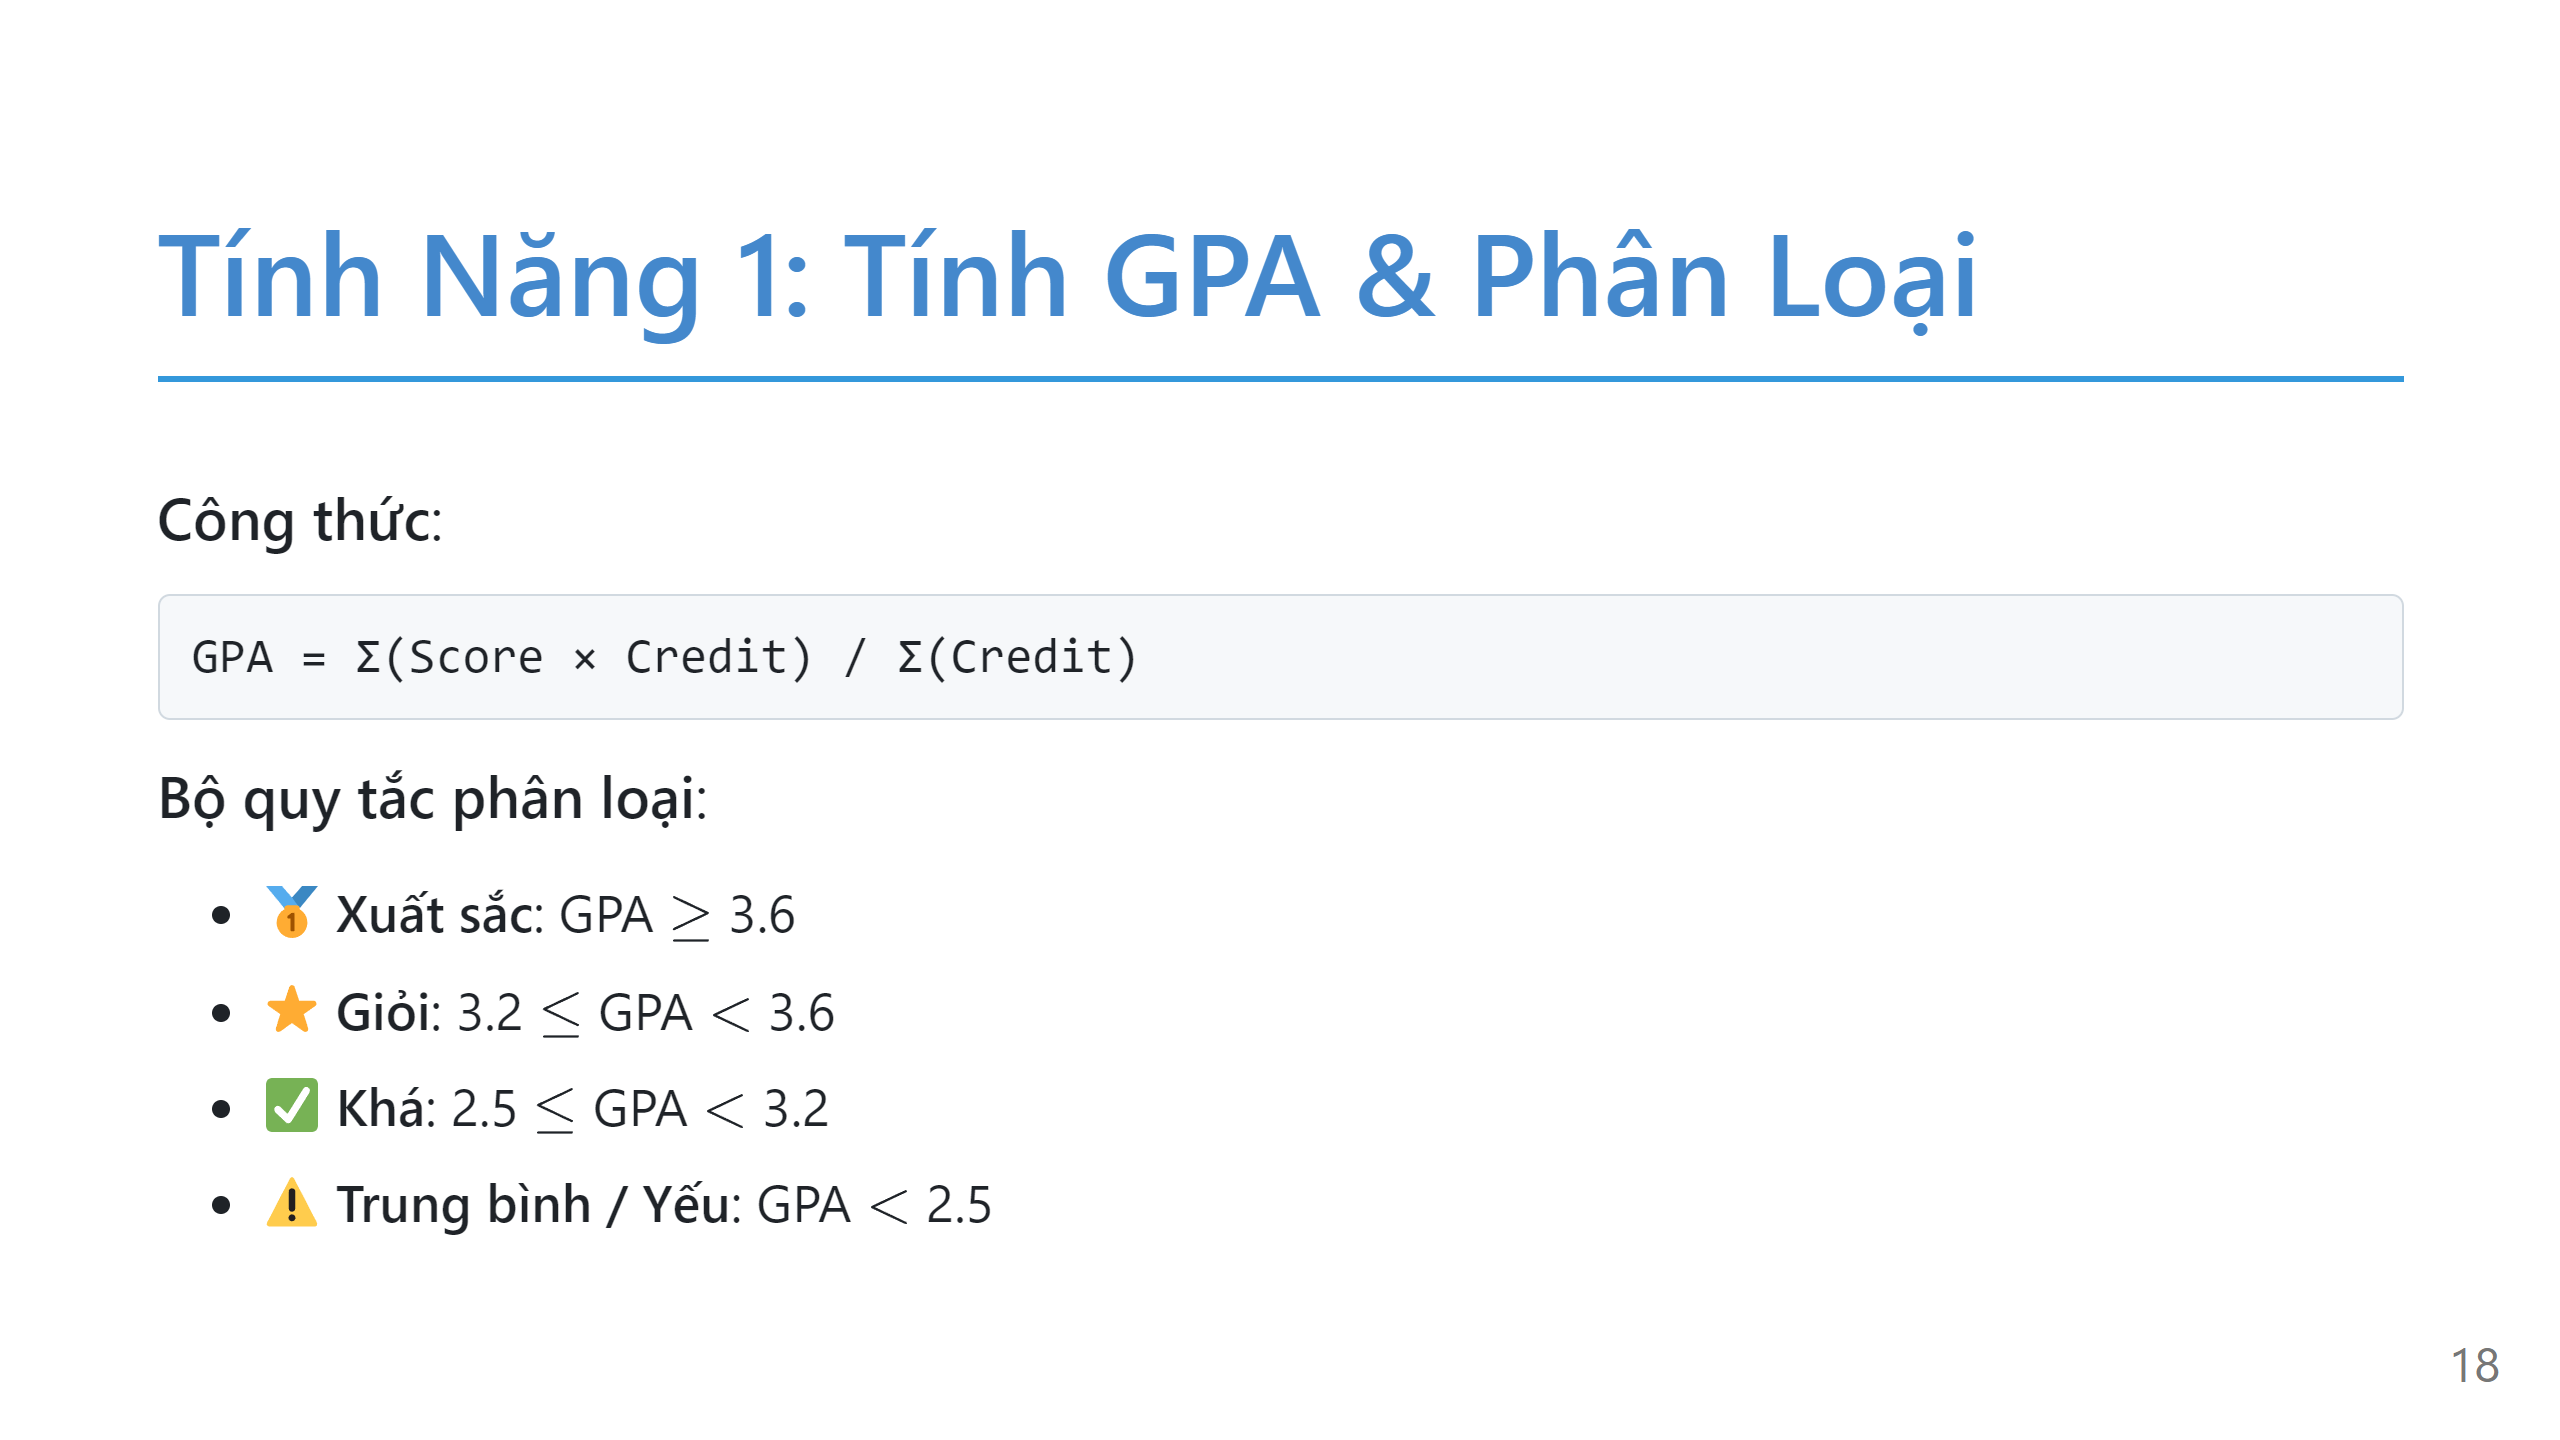 Tính Năng 1: Tính GPA & Phân Loại
Công thức:
GPA = Σ(Score × Credit) / Σ(Credit)
Bộ quy tắc phân loại:
• 🥇 Xuất sắc: GPA ≥ 3.6
• ⭐ Giỏi: 3.2 ≤ GPA < 3.6
• ✅ Khá: 2.5 ≤ GPA < 3.2
• ⚠️ Trung bình / Yếu: GPA < 2.5
18